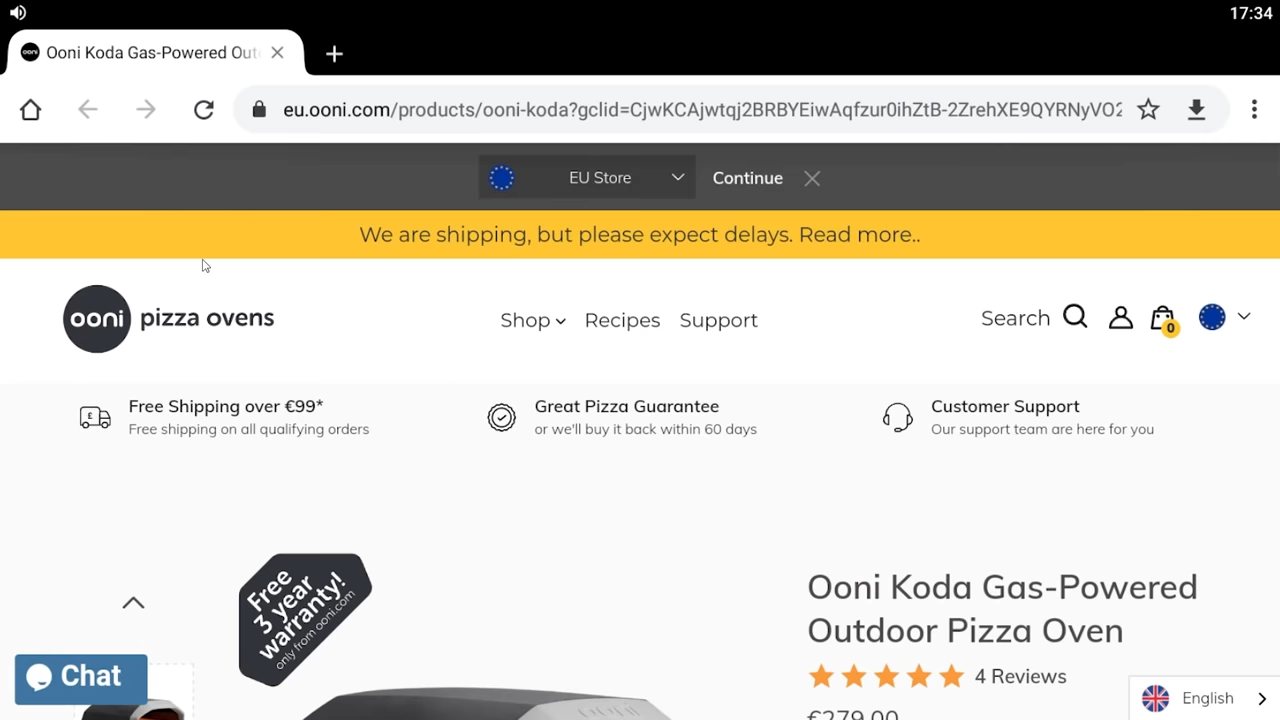 17:34
Ooni Koda Gas-Powered Out
eu.ooni.com/products/ooni-koda?gclid=CjwKCAjwtqj2BRBYEiwAqfzur0ihZtB-2ZrehXE9QYRNyVO2
EU Store
Continue
We are shipping, but please expect delays. Read more..
ooni pizza ovens
Shop
Recipes
Support
Search
0
Free Shipping over €99*
Free shipping on all qualifying orders
Great Pizza Guarantee
or we'll buy it back within 60 days
Customer Support
Our support team are here for you
Free
3 year
warranty!
only from ooni.com
Ooni Koda Gas-Powered
Outdoor Pizza Oven
4 Reviews
€279.00
Chat
English
ooni